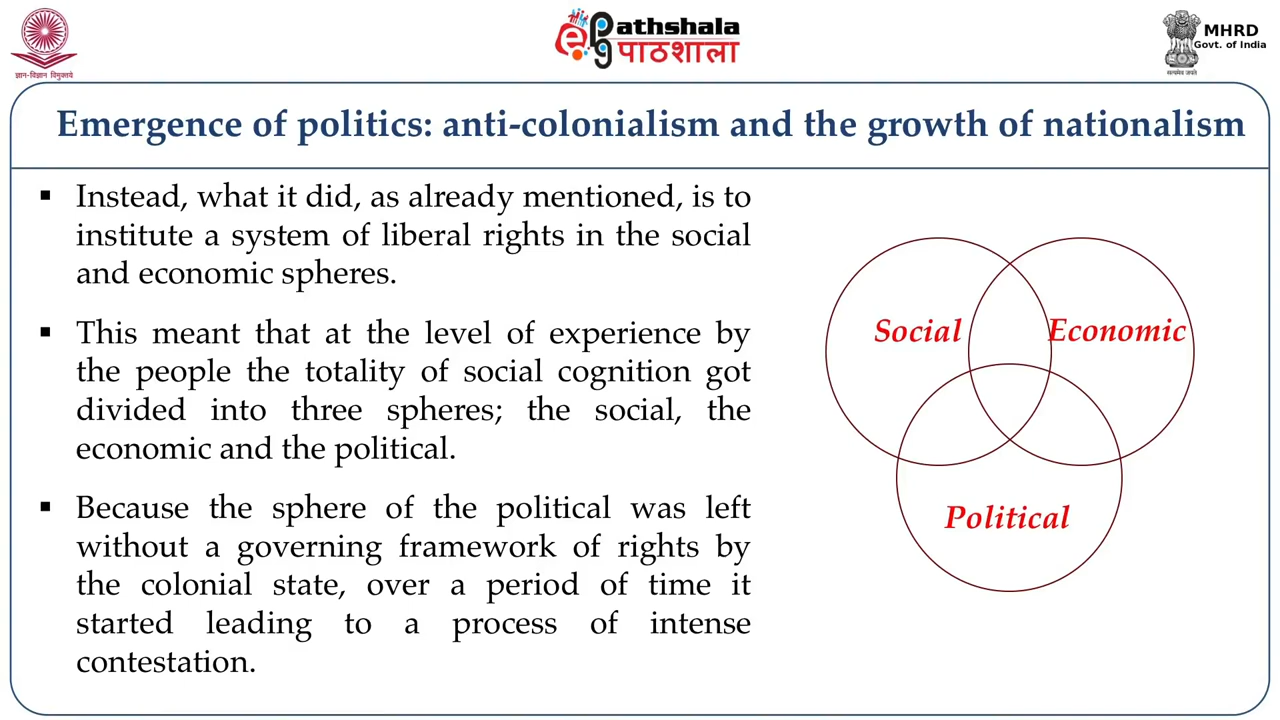 ज्ञान-विज्ञान विमुक्तये
ePathshala
पाठशाला
MHRD
Govt. of India
सत्यमेव जयते
Emergence of politics: anti-colonialism and the growth of nationalism
▪ Instead, what it did, as already mentioned, is to
institute a system of liberal rights in the social
and economic spheres.
▪ This meant that at the level of experience by
the people the totality of social cognition got
divided into three spheres; the social, the
economic and the political.
▪ Because the sphere of the political was left
without a governing framework of rights by
the colonial state, over a period of time it
started leading to a process of intense
contestation.
Social
Economic
Political